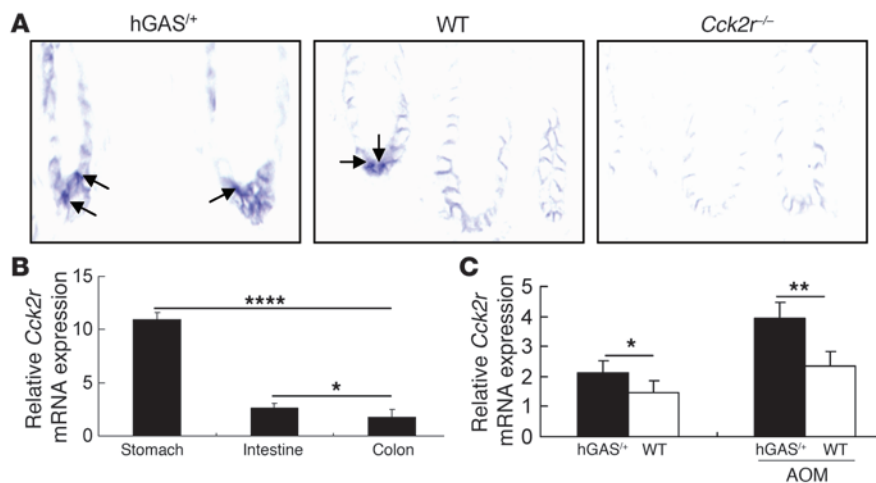 A
hGAS/+
WT
Cck2r–/–
B
Relative Cck2r
mRNA expression
15
10
5
0
****
*
Stomach Intestine Colon
C
Relative Cck2r
mRNA expression
5
4
3
2
1
0
*
**
hGAS/+ WT hGAS/+ WT
AOM